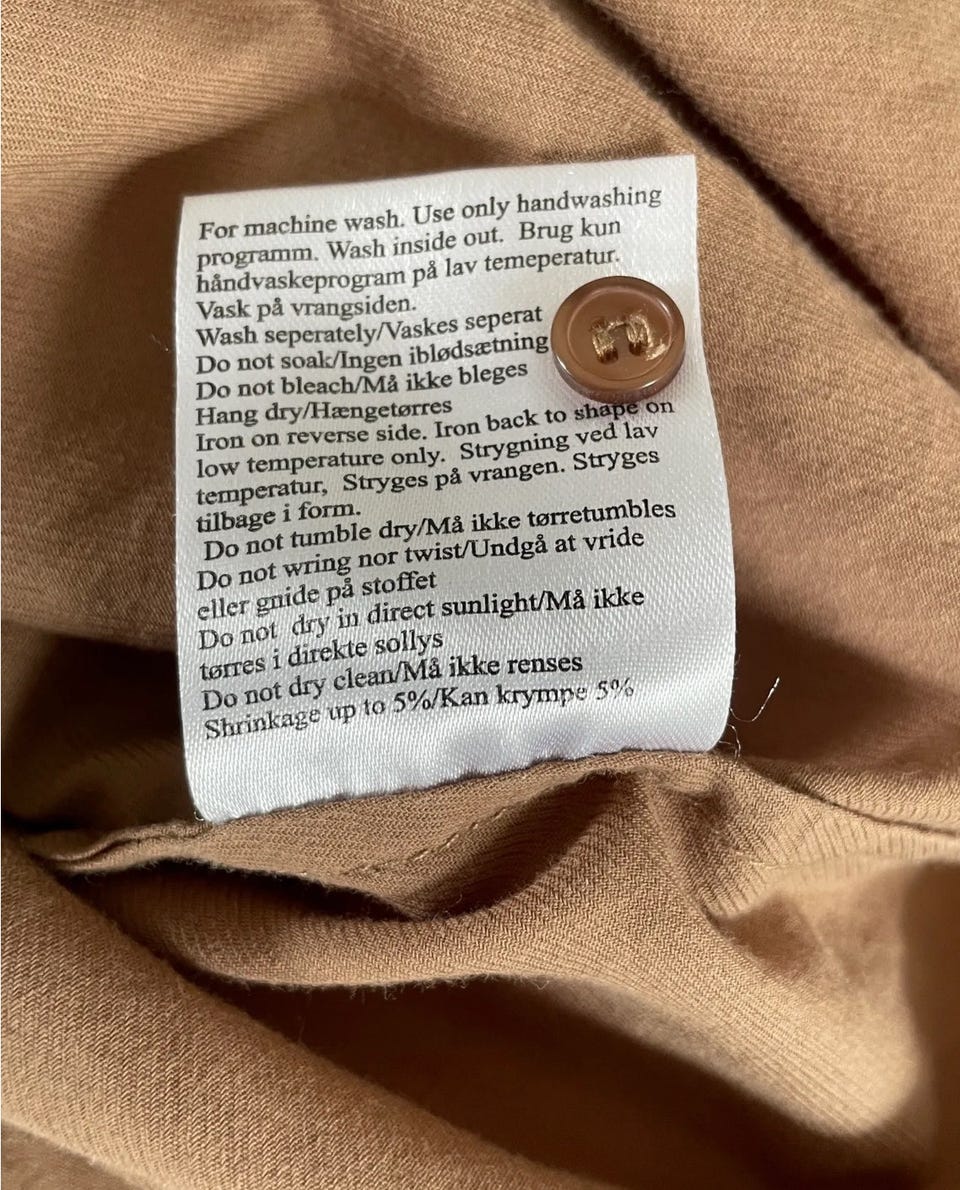 For machine wash. Use only handwashing
programm. Wash inside out. Brug kun
håndvaskeprogram på lav temeperatur.
Vask på vrangsiden.
Wash seperately/Vaskes seperat
Do not soak/Ingen iblødsætning
Do not bleach/Må ikke bleges
Hang dry/Hængetørres
Iron on reverse side. Iron back to shape on
low temperature only. Strygning ved lav
temperatur, Stryges på vrangen. Stryges
tilbage i form.
Do not tumble dry/Må ikke tørretumbles
Do not wring nor twist/Undgå at vride
eller gnide på stoffet
Do not dry in direct sunlight/Må ikke
tørres i direkte sollys
Do not dry clean/Må ikke renses
Shrinkage up to 5%/Kan krympe 5%